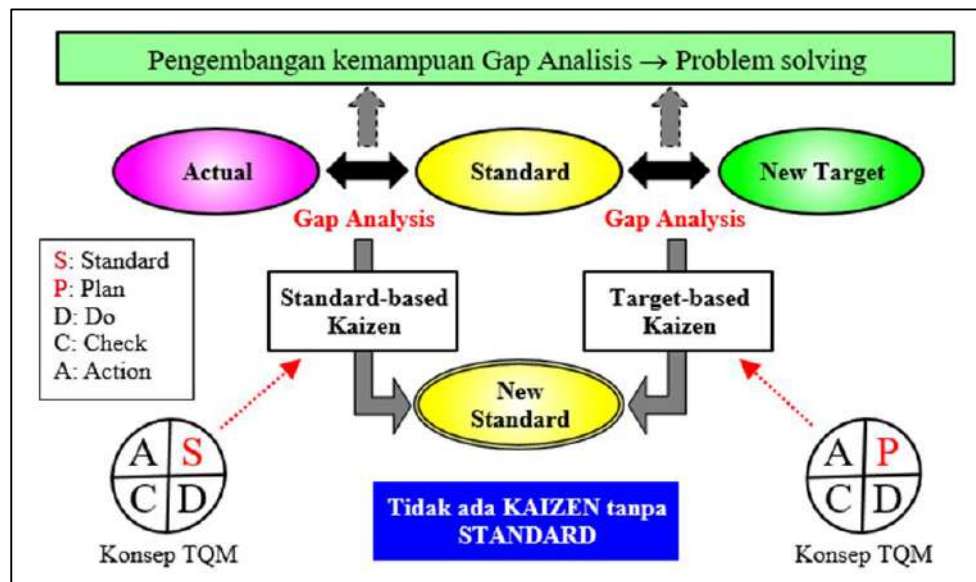 Pengembangan kemampuan Gap Analisis → Problem solving
Actual
Standard
New Target
Gap Analysis
Gap Analysis
S: Standard
P: Plan
D: Do
C: Check
A: Action
Standard-based
Kaizen
Target-based
Kaizen
New
Standard
A S
C D
Konsep TQM
A P
C D
Konsep TQM
Tidak ada KAIZEN tanpa
STANDARD